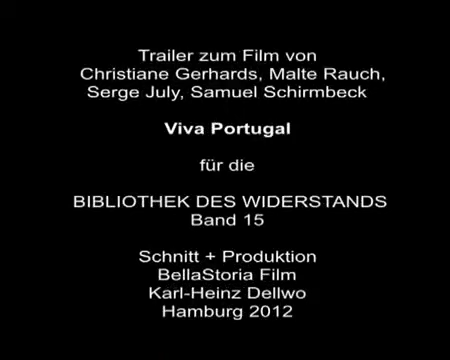 Trailer zum Film von
Christiane Gerhards, Malte Rauch,
Serge July, Samuel Schirmbeck
Viva Portugal
für die
BIBLIOTHEK DES WIDERSTANDS
Band 15
Schnitt + Produktion
BellaStoria Film
Karl-Heinz Dellwo
Hamburg 2012